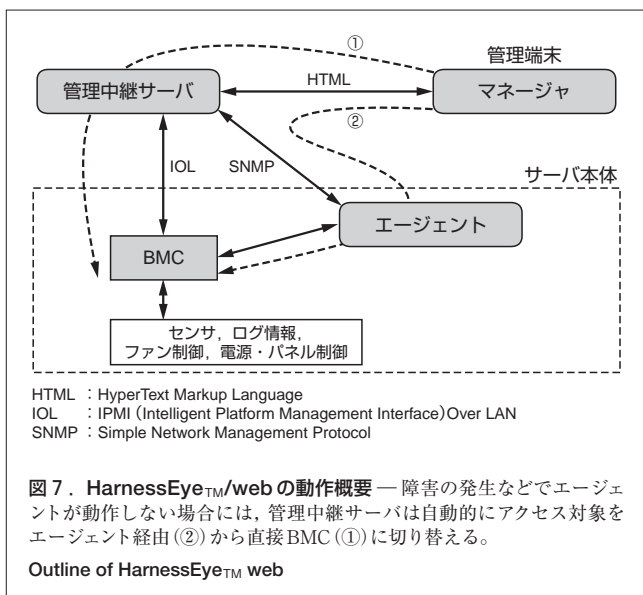 ①
管理端末
管理中継サーバ
HTML
マネージャ
②
IOL
SNMP
サーバ本体
エージェント
BMC
センサ，ログ情報，
ファン制御，電源・パネル制御
HTML ：HyperText Markup Language
IOL ：IPMI（Intelligent Platform Management Interface）Over LAN
SNMP ：Simple Network Management Protocol
図7．HarnessEyeTM/webの動作概要 — 障害の発生などでエージェ
ントが動作しない場合には，管理中継サーバは自動的にアクセス対象を
エージェント経由（②）から直接BMC（①）に切り替える。
Outline of HarnessEyeTM web